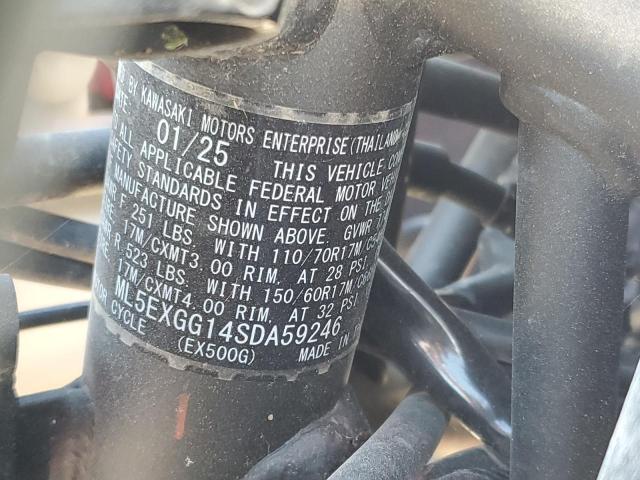 BY KAWASAKI MOTORS ENTERPRISE(THAILAND
01/25 THIS VEHICLE
ALL APPLICABLE FEDERAL MOTOR
SAFETY STANDARDS IN EFFECT ON THE
MANUFACTURE SHOWN ABOVE. GVWR
F 251 LBS. WITH 110/70R17M/C
17M/CXMT3.00 RIM, AT 28 PSI
R 523 LBS. WITH 150/60R17M/C
17M/CXMT4.00 RIM, AT 32 PSI
ML5EXGG14SDA59246
CYCLE (EX500G) MADE IN